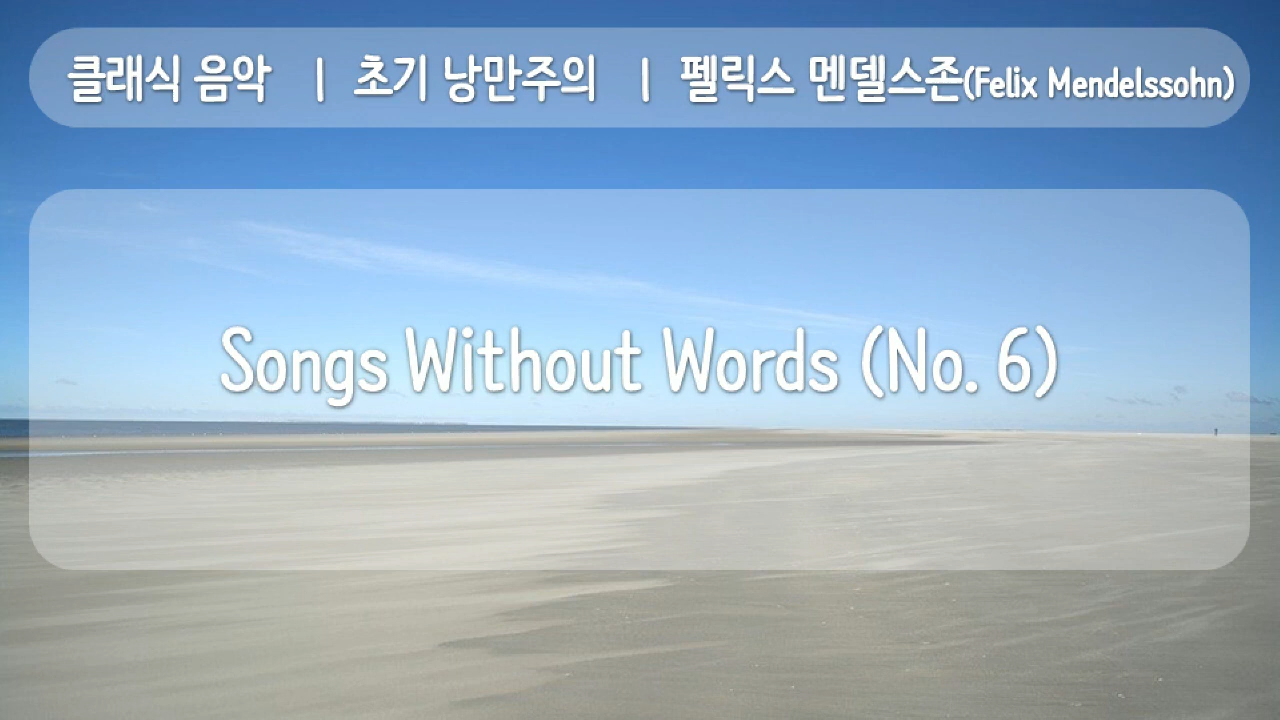 클래식 음악 | 초기 낭만주의 | 펠릭스 멘델스존(Felix Mendelssohn)
Songs Without Words (No. 6)